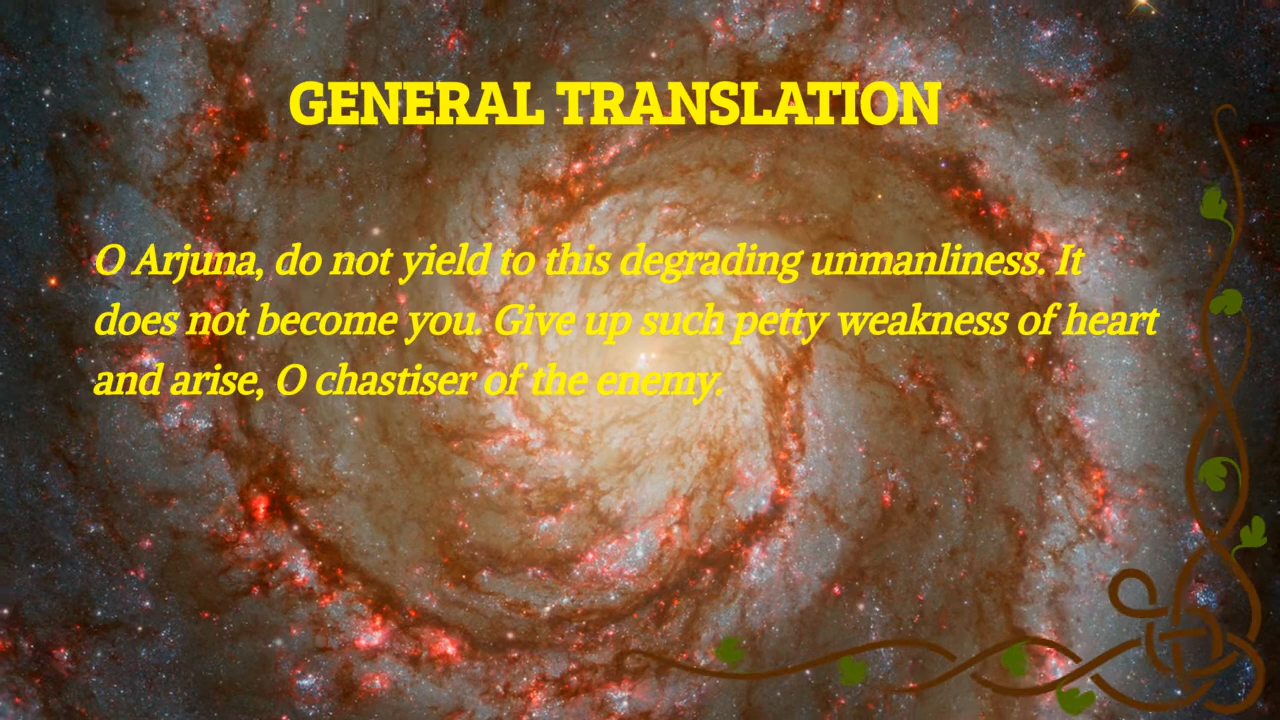 GENERAL TRANSLATION
O Arjuna, do not yield to this degrading unmanliness. It
does not become you. Give up such petty weakness of heart
and arise, O chastiser of the enemy.